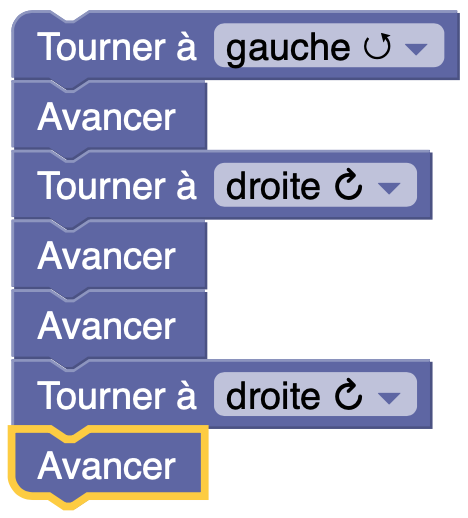 Tourner à gauche
Avancer
Tourner à droite
Avancer
Avancer
Tourner à droite
Avancer